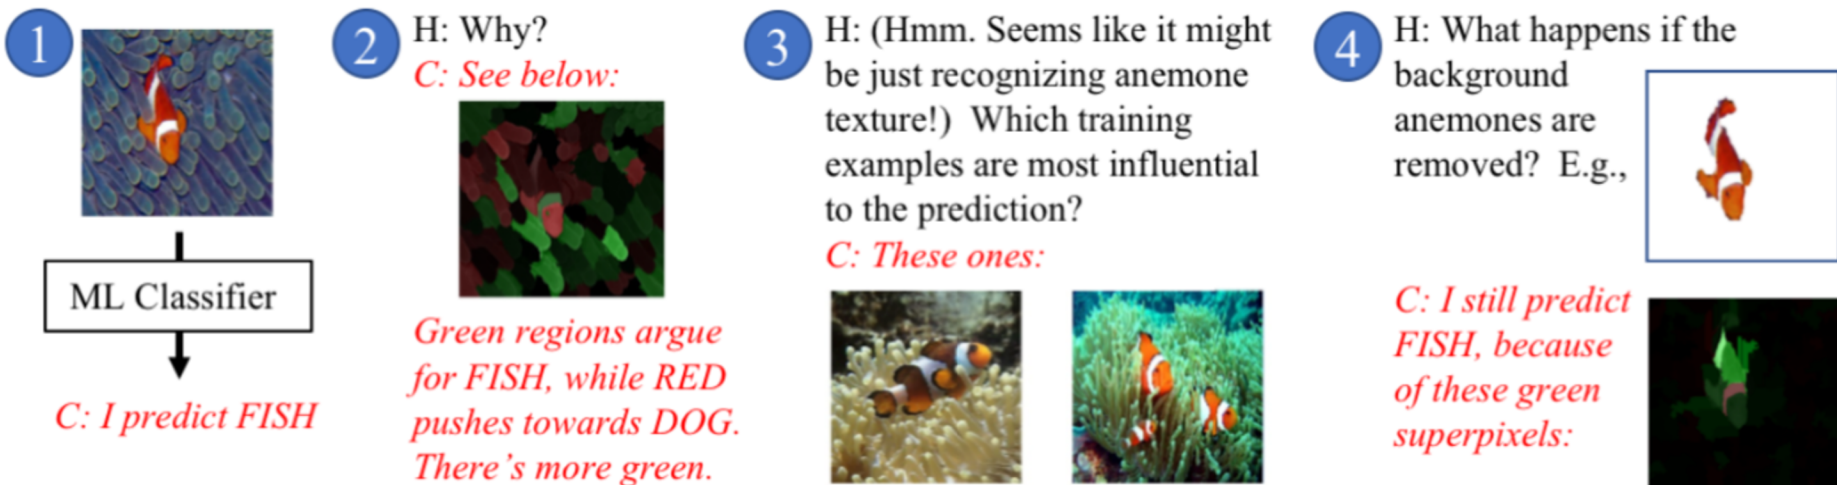 1
ML Classifier
C: I predict FISH
2
H: Why?
C: See below:
Green regions argue
for FISH, while RED
pushes towards DOG.
There's more green.
3
H: (Hmm. Seems like it might
be just recognizing anemone
texture!) Which training
examples are most influential
to the prediction?
C: These ones:
4
H: What happens if the
background
anemones are
removed? E.g.,
C: I still predict
FISH, because
of these green
superpixels: